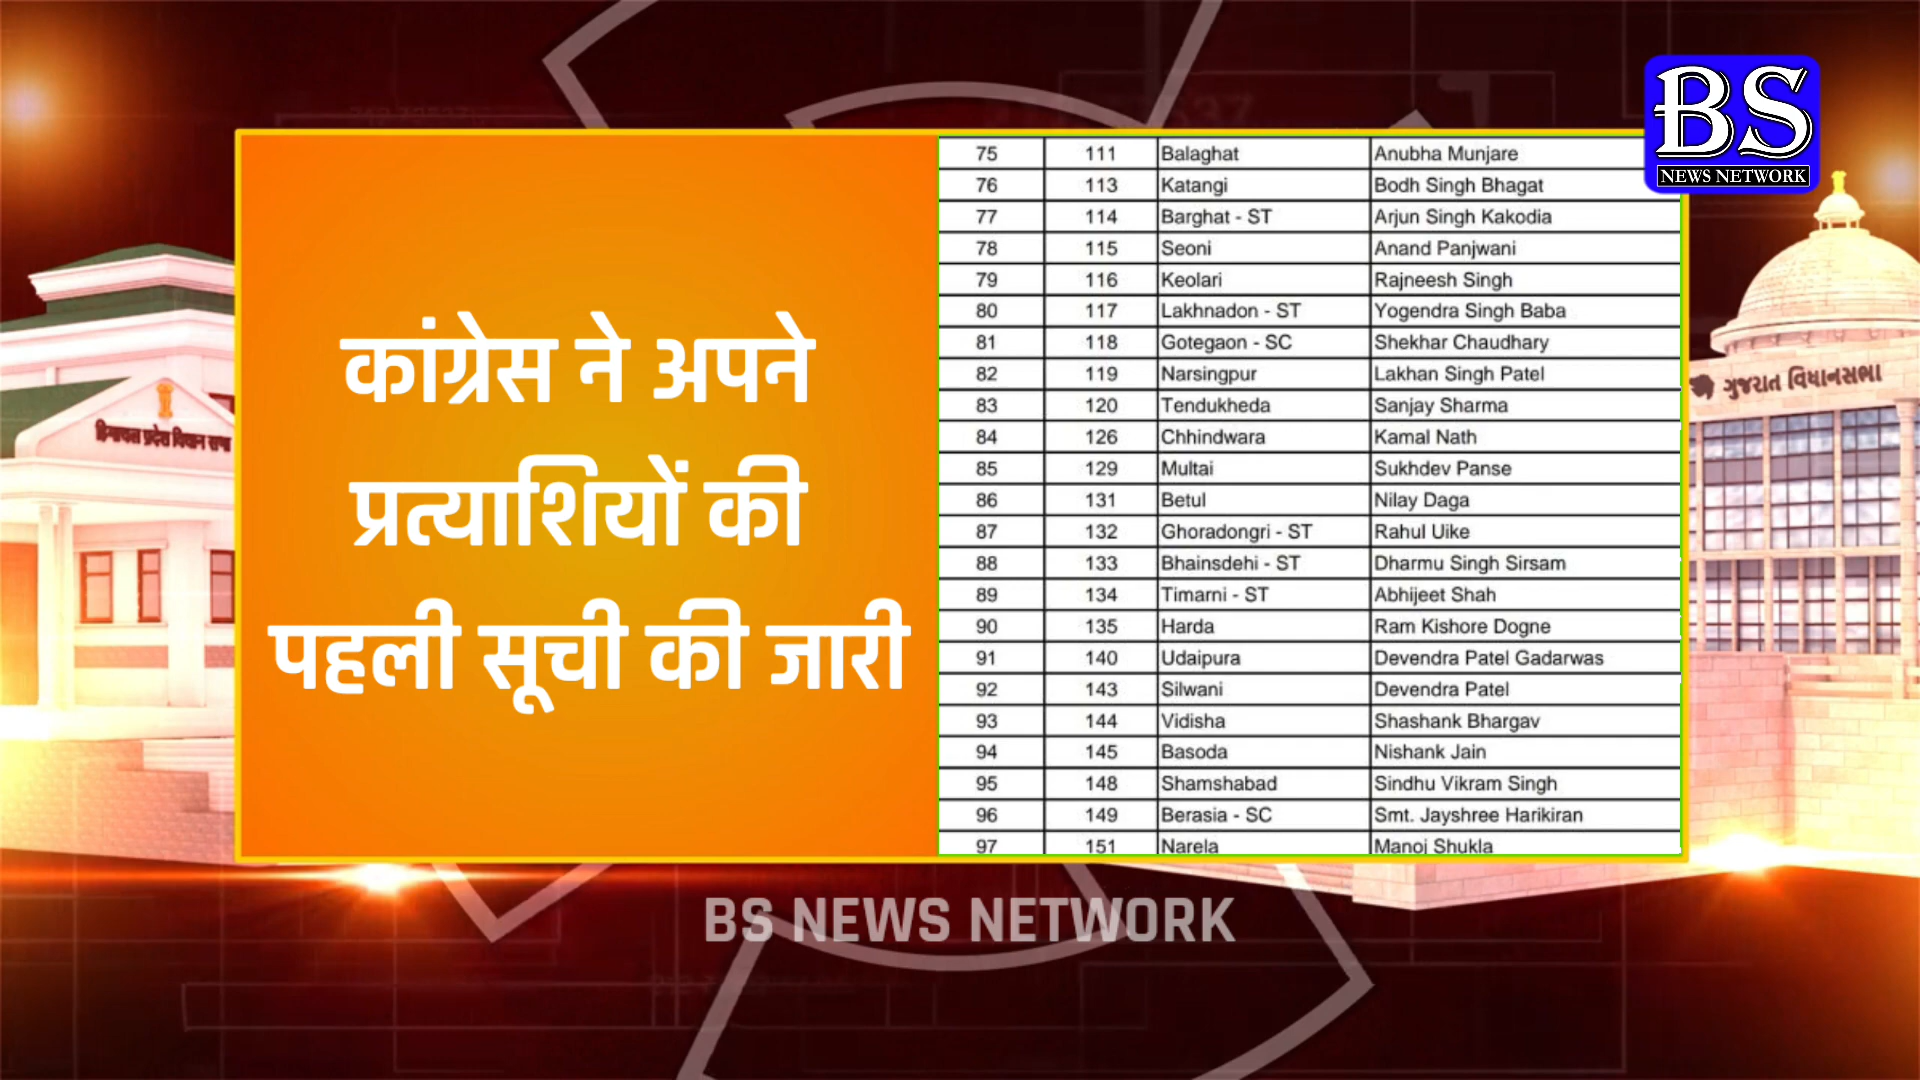 BS
NEWS NETWORK
कांग्रेस ने अपने
प्रत्याशियों की
पहली सूची की जारी
75 111 Balaghat Anubha Munjare
76 113 Katangi Bodh Singh Bhagat
77 114 Barghat - ST Arjun Singh Kakodia
78 115 Seoni Anand Panjwani
79 116 Keolari Rajneesh Singh
80 117 Lakhnadon - ST Yogendra Singh Baba
81 118 Gotegaon - SC Shekhar Chaudhary
82 119 Narsingpur Lakhan Singh Patel
83 120 Tendukheda Sanjay Sharma
84 126 Chhindwara Kamal Nath
85 129 Multai Sukhdev Panse
86 131 Betul Nilay Daga
87 132 Ghoradongri - ST Rahul Uike
88 133 Bhainsdehi - ST Dharmu Singh Sirsam
89 134 Timarni - ST Abhijeet Shah
90 135 Harda Ram Kishore Dogne
91 140 Udaipura Devendra Patel Gadarwas
92 143 Silwani Devendra Patel
93 144 Vidisha Shashank Bhargav
94 145 Basoda Nishank Jain
95 148 Shamshabad Sindhu Vikram Singh
96 149 Berasia - SC Smt. Jayshree Harikiran
97 151 Narela Manoj Shukla
हिमाचल प्रदेश विधान सभा
ગુજરાત વિધાનસભા
BS NEWS NETWORK